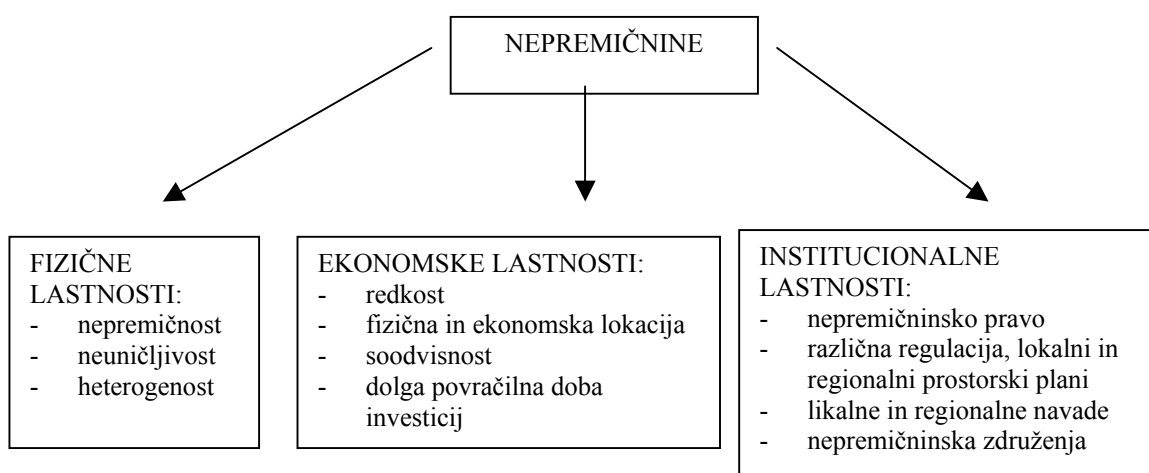 NEPREMIČNINE
FIZIČNE
LASTNOSTI:
- nepremičnost
- neuničljivost
- heterogenost
EKONOMSKE LASTNOSTI:
- redkost
- fizična in ekonomska lokacija
- soodvisnost
- dolga povračilna doba
investicij
INSTITUCIONALNE
LASTNOSTI:
- nepremičninsko pravo
- različna regulacija, lokalni in
regionalni prostorski plani
- likalne in regionalne navade
- nepremičninska združenja